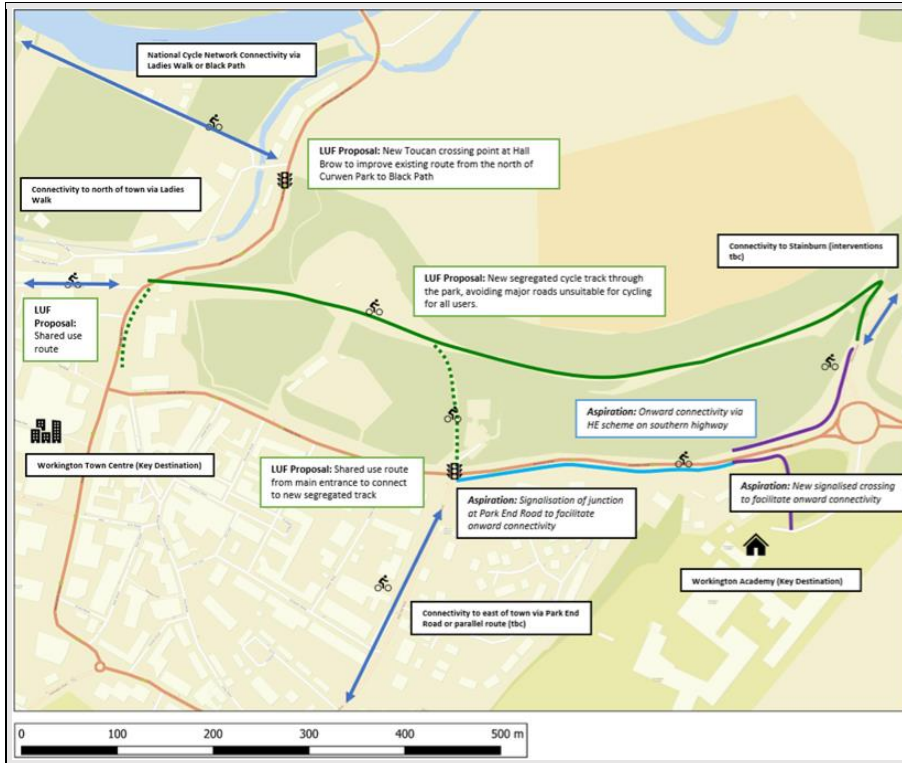 National Cycle Network Connectivity via
Ladies Walk or Black Path
LUF Proposal: New Toucan crossing point at Hall
Brow to improve existing route from the north of
Curwen Park to Black Path
Connectivity to north of town via Ladies
Walk
Connectivity to Stainburn (interventions
tbc)
LUF Proposal: New segregated cycle track through
the park, avoiding major roads unsuitable for cycling
for all users.
LUF
Proposal:
Shared use
route
Aspiration: Onward connectivity via
HE scheme on southern highway
Workington Town Centre (Key Destination)
LUF Proposal: Shared use route
from main entrance to connect
to new segregated track
Aspiration: Signalisation of junction
at Park End Road to facilitate
onward connectivity
Aspiration: New signalised crossing
to facilitate onward connectivity
Workington Academy (Key Destination)
Connectivity to east of town via Park End
Road or parallel route (tbc)
0 100 200 300 400 500 m